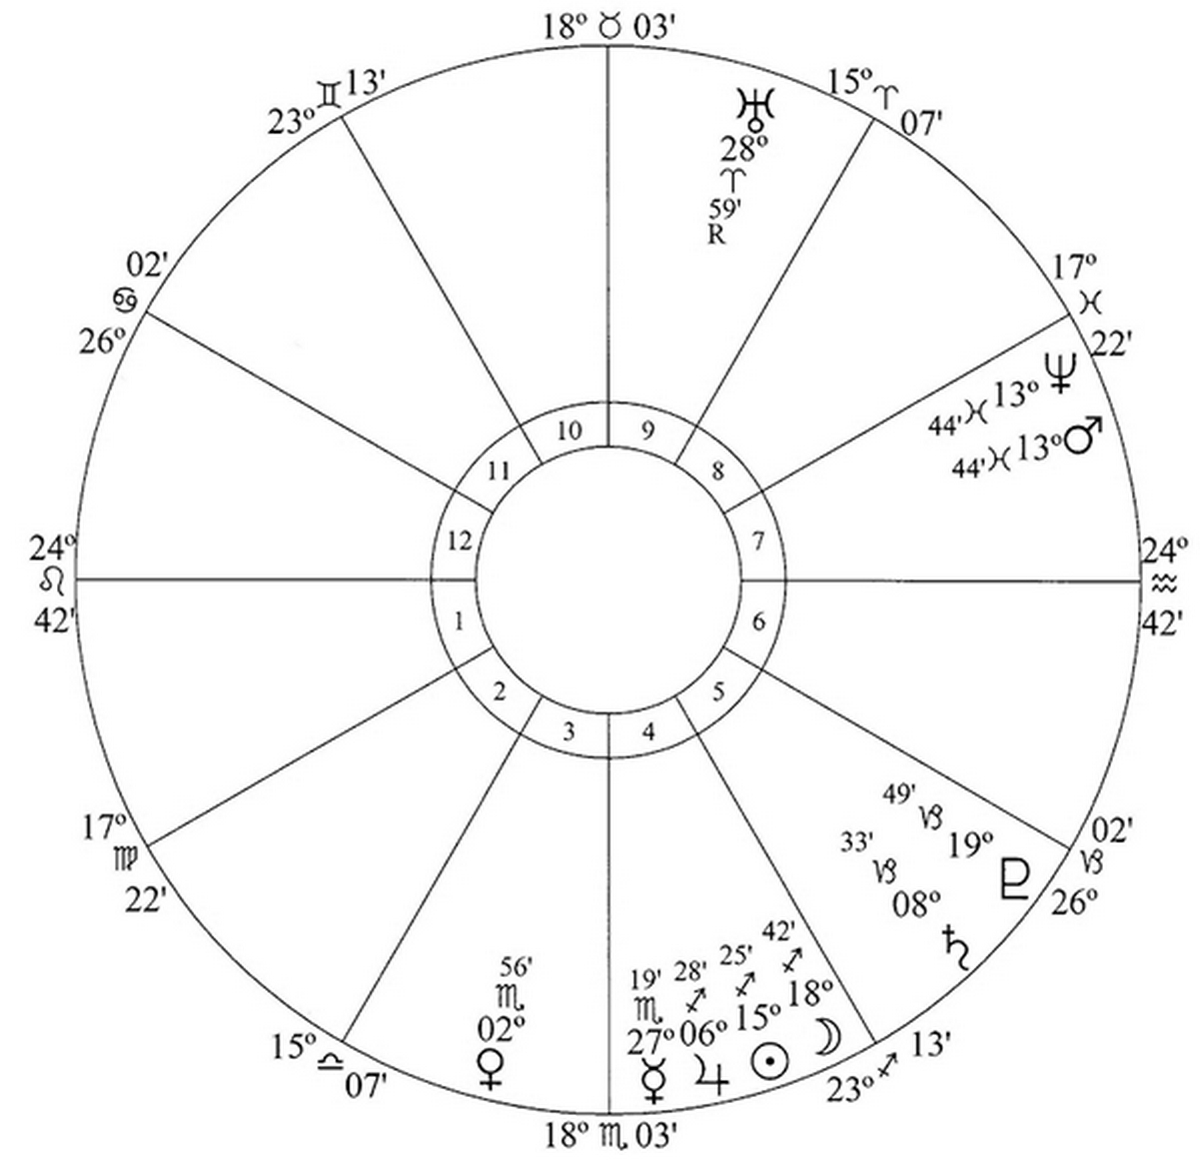 18º ♉ 03'
23º ♊ 13'
15º ♈ 07'
♅
28º
♈
59'
R
02'
♋
26º
17º
♓
22'
44' ♓ 13º ♆
44' ♓ 13º ♂
10 9
11 8
12 7
24º
♌
42'
24º
♒
42'
1 6
2 5
3 4
17º
♍
22'
49' ♑ 19º ♇
33' ♑ 08º ♄
02'
♑
26º
56'
♏
02º
♀
19'
♏
27º
☿
28'
♐
06º
♃
25'
♐
15º
☉
42'
♐
18º
☽
15º ♎ 07'
23º ♐ 13'
18º ♏ 03'